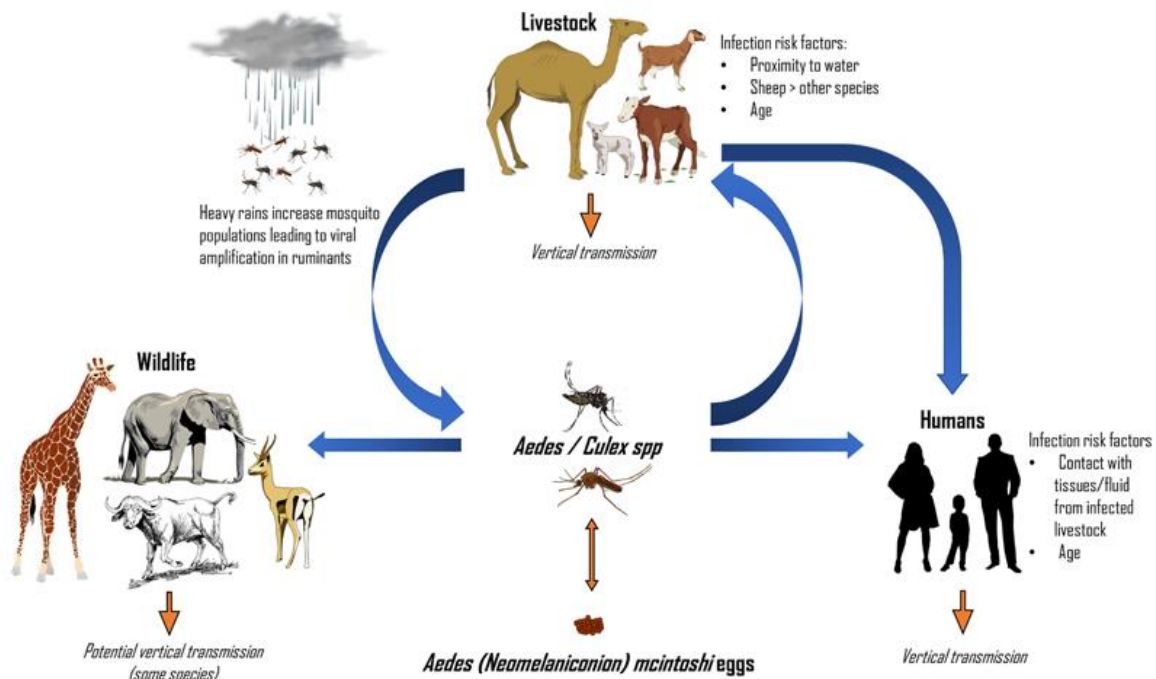 Livestock
Infection risk factors:
• Proximity to water
• Sheep > other species
• Age
Heavy rains increase mosquito
populations leading to viral
amplification in ruminants
Vertical transmission
Wildlife
Aedes / Culex spp
Humans
Infection risk factors
• Contact with
tissues/fluid
from infected
livestock
• Age
Potential vertical transmission
(some species)
Aedes (Neomelaniconion) mcintoshi eggs
Vertical transmission